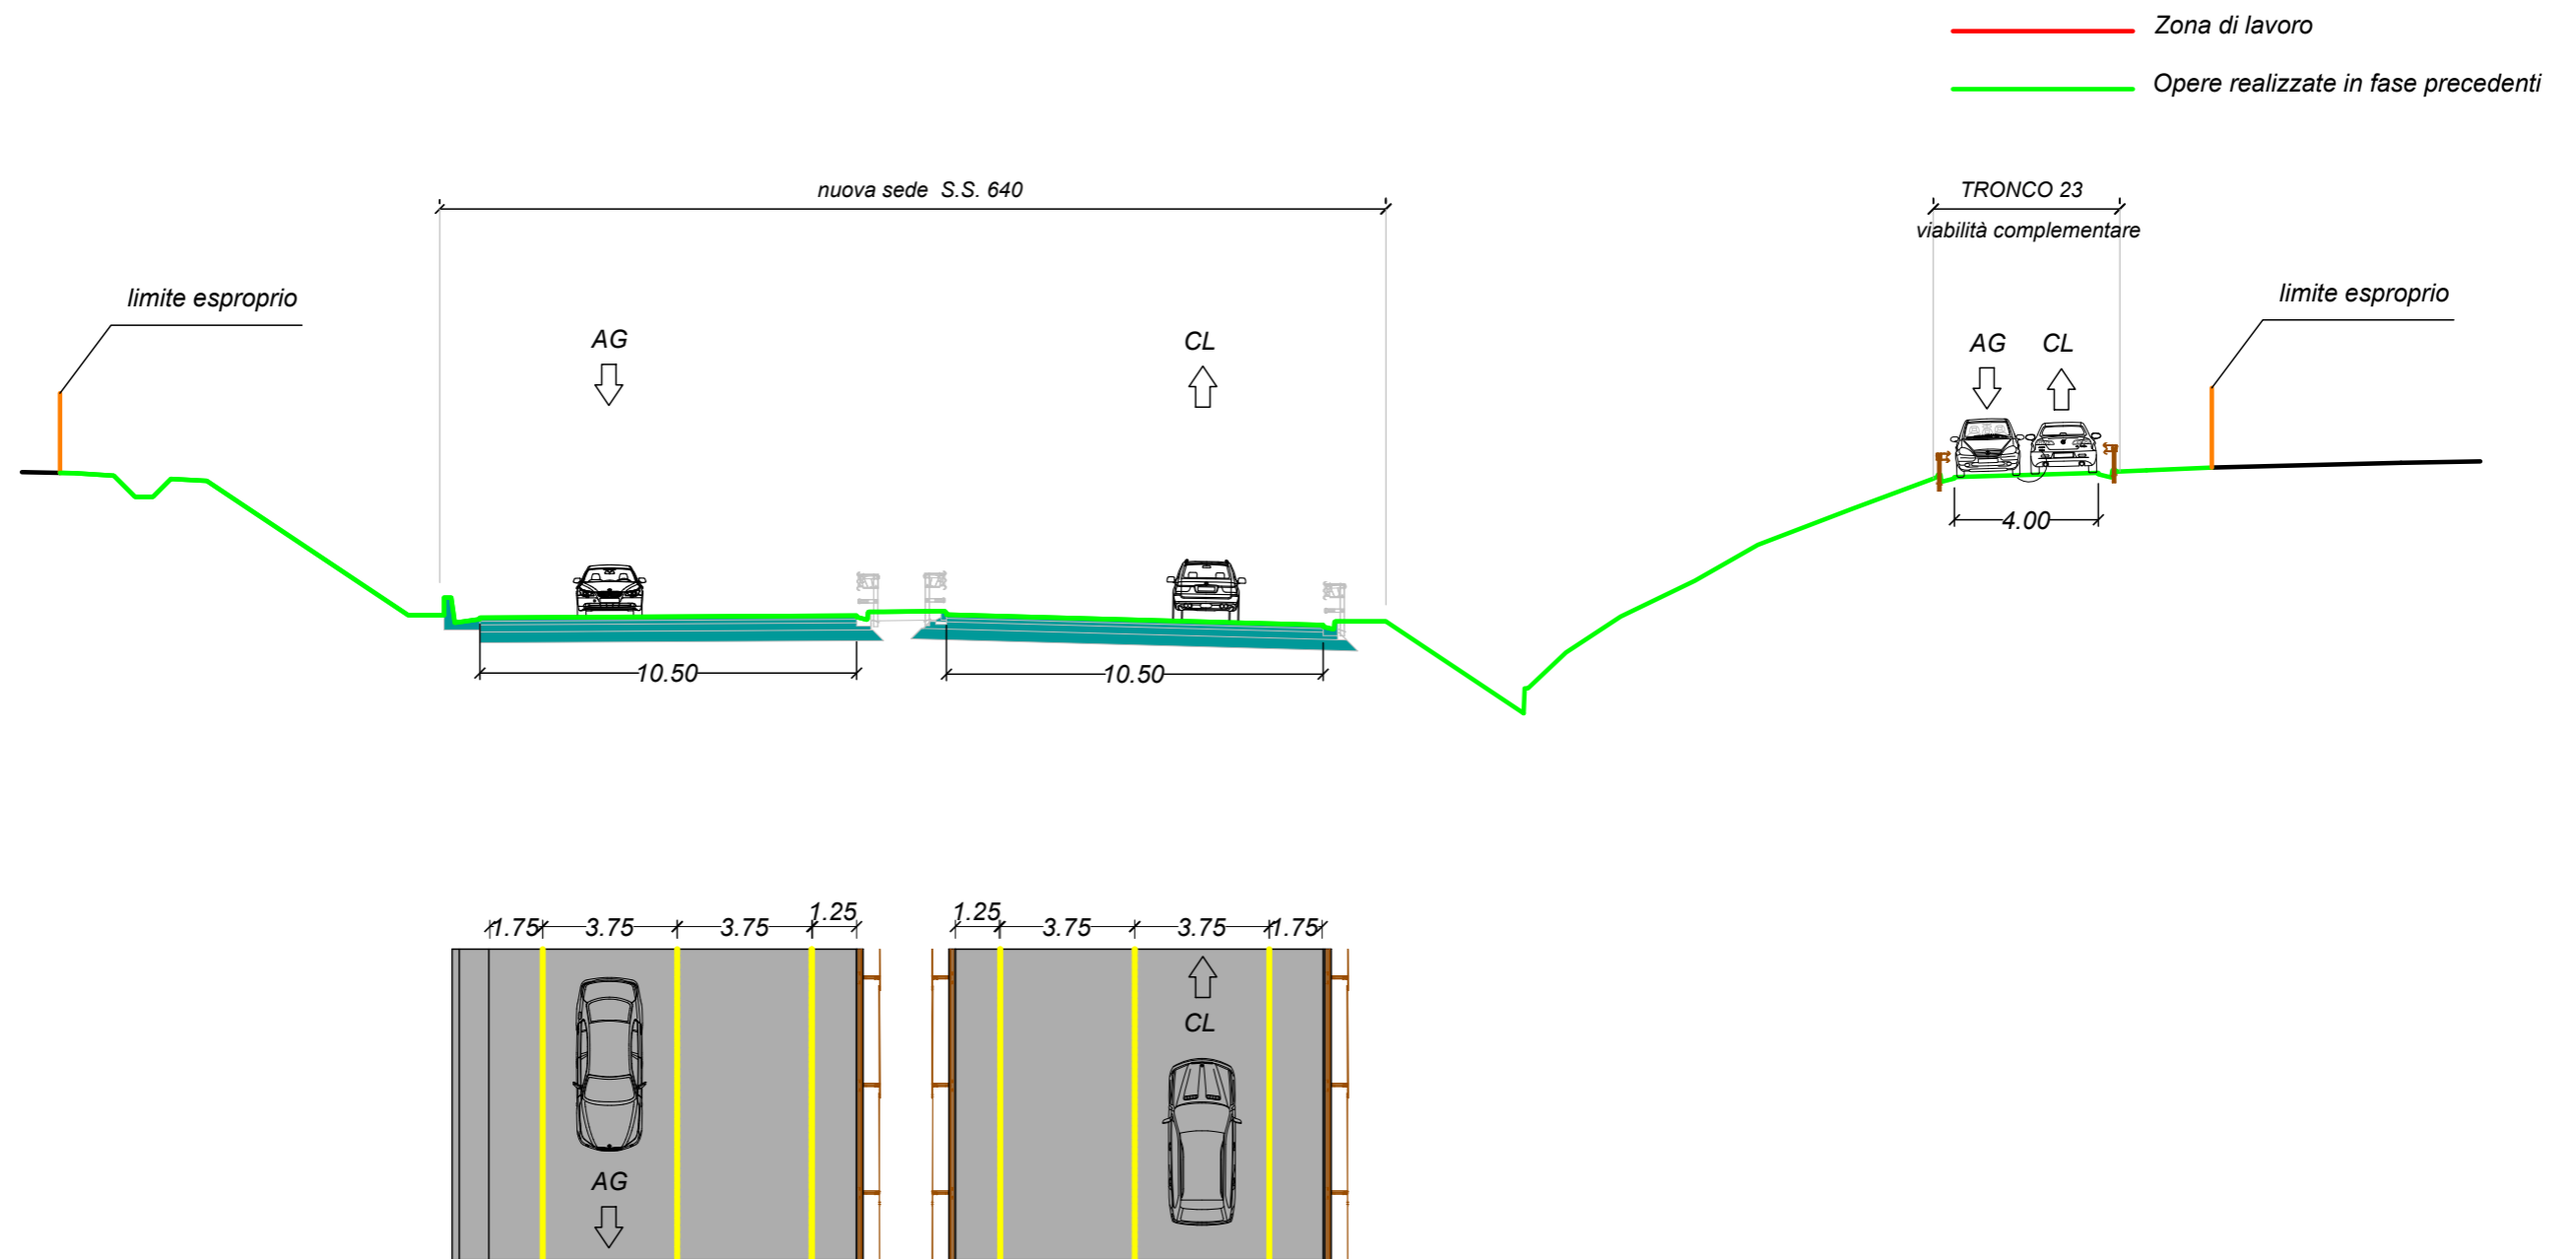 Zona di lavoro
Opere realizzate in fase precedenti
nuova sede S.S. 640
TRONCO 23
viabilità complementare
limite esproprio
limite esproprio
AG
CL
AG
CL
4.00
10.50
10.50
1.75
3.75
3.75
1.25
1.25
3.75
3.75
1.75
CL
AG